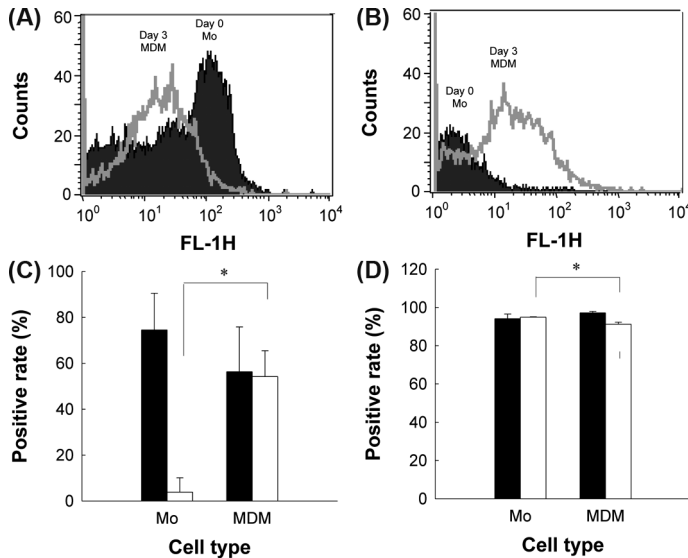 (A)
60
40
20
0
Counts
Day 3
MDM
Day 0
Mo
10⁰
10¹
10²
10³
10⁴
FL-1H
(B)
60
40
20
0
Counts
Day 0
Mo
Day 3
MDM
10⁰
10¹
10²
10³
10⁴
FL-1H
(C)
100
80
60
40
20
0
Positive rate (%)
*
Mo
MDM
Cell type
(D)
120
100
80
60
40
20
0
Positive rate (%)
*
Mo
MDM
Cell type